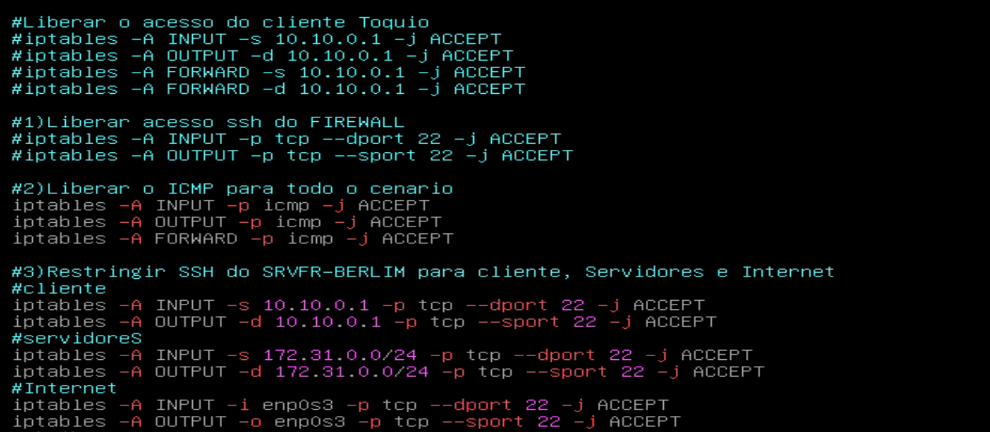 #Liberar o acesso do cliente Toquio
#iptables -A INPUT -s 10.10.0.1 -j ACCEPT
#iptables -A OUTPUT -d 10.10.0.1 -j ACCEPT
#iptables -A FORWARD -s 10.10.0.1 -j ACCEPT
#iptables -A FORWARD -d 10.10.0.1 -j ACCEPT
#1)Liberar acesso ssh do FIREWALL
#iptables -A INPUT -p tcp --dport 22 -j ACCEPT
#iptables -A OUTPUT -p tcp --sport 22 -j ACCEPT
#2)Liberar o ICMP para todo o cenario
iptables -A INPUT -p icmp -j ACCEPT
iptables -A OUTPUT -p icmp -j ACCEPT
iptables -A FORWARD -p icmp -j ACCEPT
#3)Restringir SSH do SRVFR-BERLIM para cliente, Servidores e Internet
#cliente
iptables -A INPUT -s 10.10.0.1 -p tcp --dport 22 -j ACCEPT
iptables -A OUTPUT -d 10.10.0.1 -p tcp --sport 22 -j ACCEPT
#servidoreS
iptables -A INPUT -s 172.31.0.0/24 -p tcp --dport 22 -j ACCEPT
iptables -A OUTPUT -d 172.31.0.0/24 -p tcp --sport 22 -j ACCEPT
#Internet
iptables -A INPUT -i enp0s3 -p tcp --dport 22 -j ACCEPT
iptables -A OUTPUT -o enp0s3 -p tcp --sport 22 -j ACCEPT